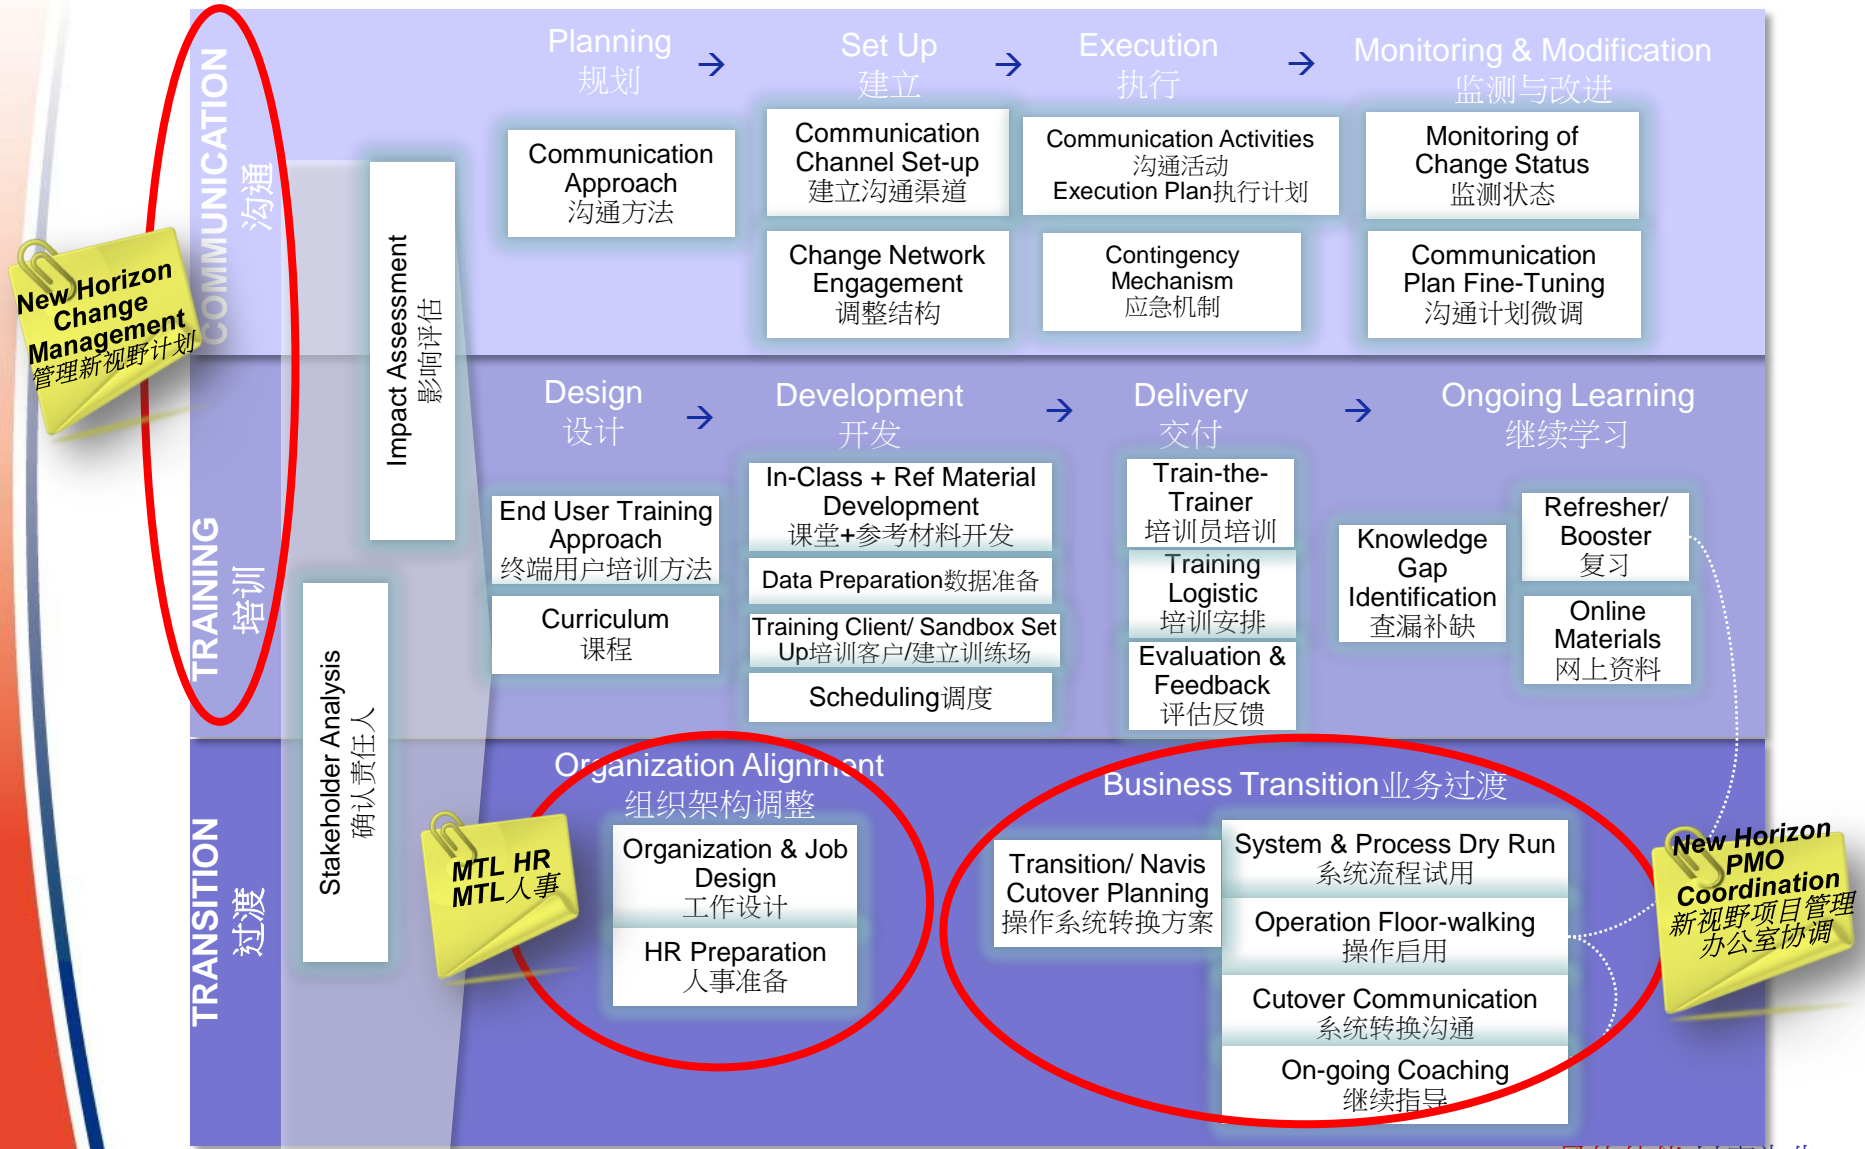 COMMUNICATION
沟通
Planning
规划
Set Up
建立
Execution
执行
Monitoring & Modification
监测与改进
Communication
Approach
沟通方法
Communication
Channel Set-up
建立沟通渠道
Communication Activities
沟通活动
Execution Plan执行计划
Monitoring of
Change Status
监测状态
Change Network
Engagement
调整结构
Contingency
Mechanism
应急机制
Communication
Plan Fine-Tuning
沟通计划微调
New Horizon
Change
Management
管理新视野计划
Impact Assessment
影响评估
TRAINING
培训
Design
设计
Development
开发
Delivery
交付
Ongoing Learning
继续学习
End User Training
Approach
终端用户培训方法
Curriculum
课程
In-Class + Ref Material
Development
课堂+参考材料开发
Data Preparation数据准备
Training Client/ Sandbox Set
Up培训客户/建立训练场
Scheduling调度
Train-the-
Trainer
培训员培训
Training
Logistic
培训安排
Evaluation &
Feedback
评估反馈
Knowledge
Gap
Identification
查漏补缺
Refresher/
Booster
复习
Online
Materials
网上资料
Stakeholder Analysis
确认责任人
TRANSITION
过渡
Organization Alignment
组织架构调整
Organization & Job
Design
工作设计
HR Preparation
人事准备
MTL HR
MTL人事
Business Transition业务过渡
Transition/ Navis
Cutover Planning
操作系统转换方案
System & Process Dry Run
系统流程试用
Operation Floor-walking
操作启用
Cutover Communication
系统转换沟通
On-going Coaching
继续指导
New Horizon
PMO
Coordination
新视野项目管理
办公室协调